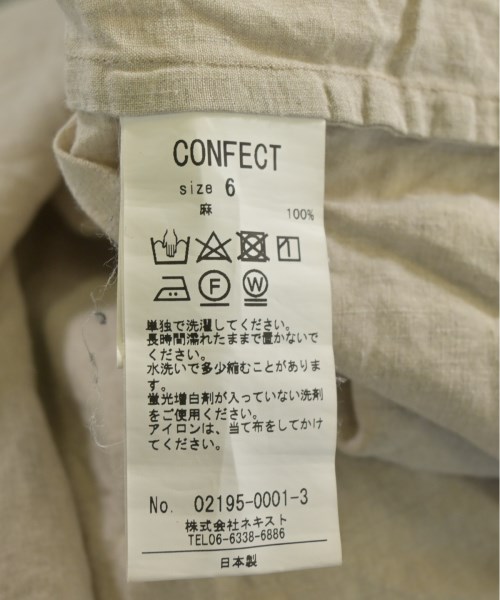 CONFECT
size 6
麻 100%
F W
単独で洗濯してください。
長時間濡れたままで置かないで
ください。
水洗いで多少縮むことがありま
す。
蛍光増白剤が入っていない洗剤
をご使用ください。
アイロンは、当て布をしてかけ
てください。
No. 02195-0001-3
株式会社ネキスト
TEL06-6338-6886
日本製